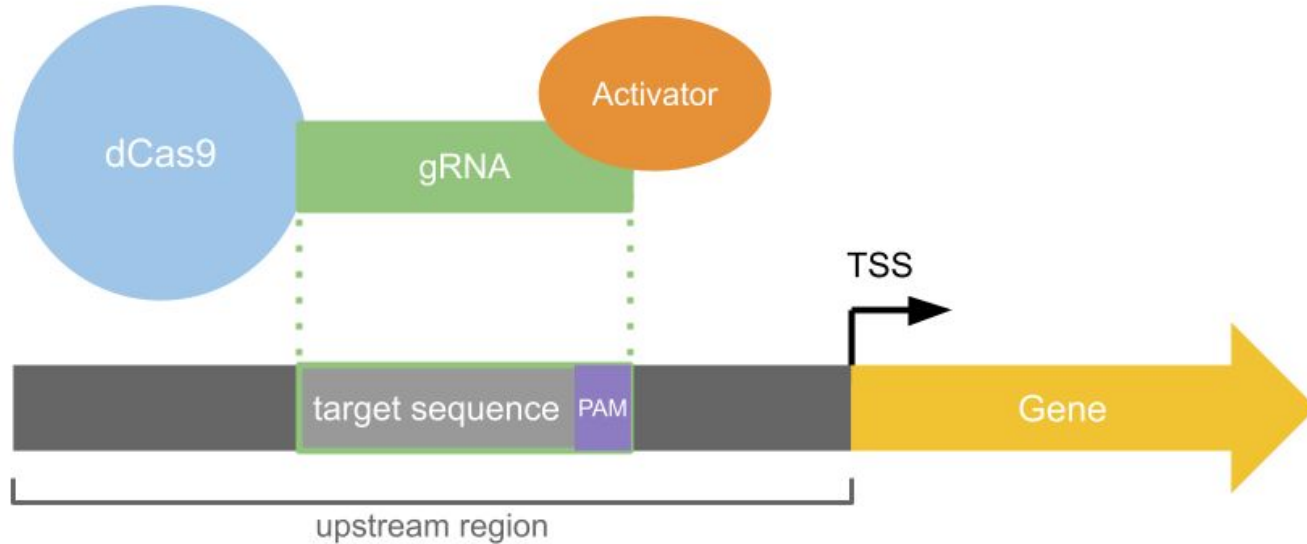 dCas9
gRNA
Activator
TSS
target sequence
PAM
Gene
upstream region